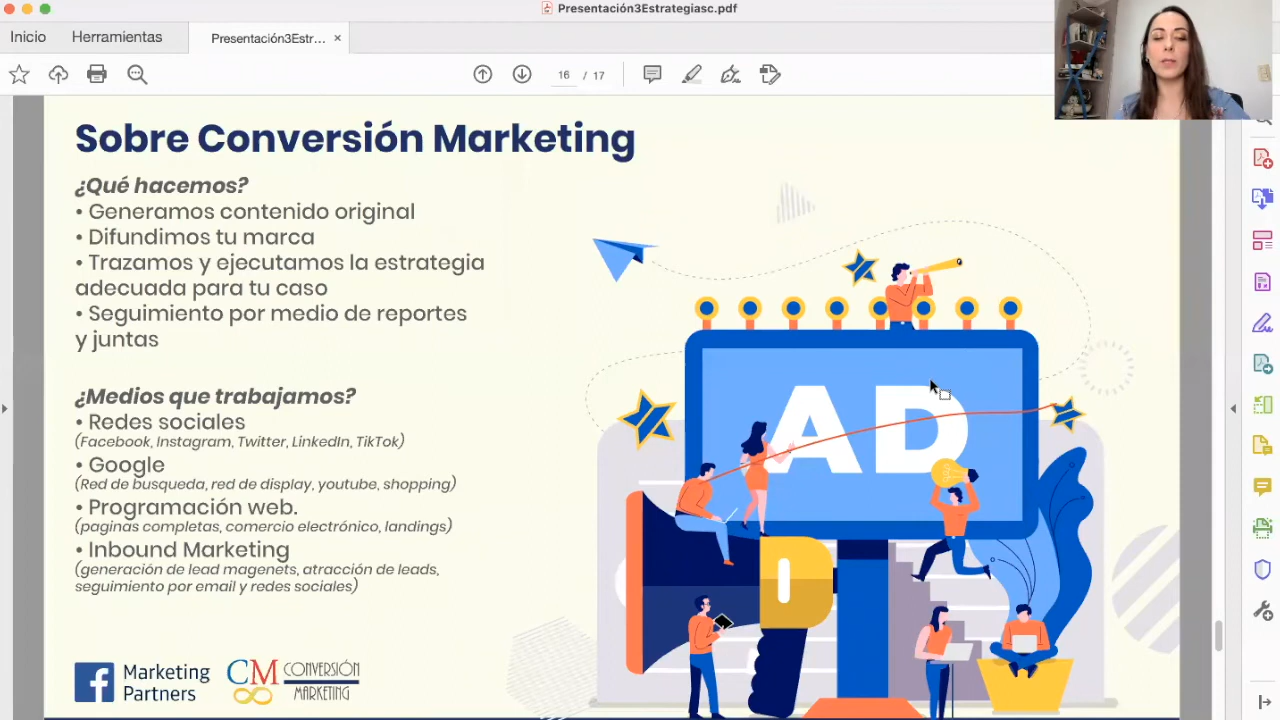 Presentación3Estrategiasc.pdf
Inicio
Herramientas
Presentación3Estr...
16 / 17
Sobre Conversión Marketing
¿Qué hacemos?
• Generamos contenido original
• Difundimos tu marca
• Trazamos y ejecutamos la estrategia
adecuada para tu caso
• Seguimiento por medio de reportes
y juntas
¿Medios que trabajamos?
• Redes sociales
(Facebook, Instagram, Twitter, LinkedIn, TikTok)
• Google
(Red de busqueda, red de display, youtube, shopping)
• Programación web.
(paginas completas, comercio electrónico, landings)
• Inbound Marketing
(generación de lead magenets, atracción de leads,
seguimiento por email y redes sociales)
AD
f Marketing
Partners
CM CONVERSIÓN
MARKETING